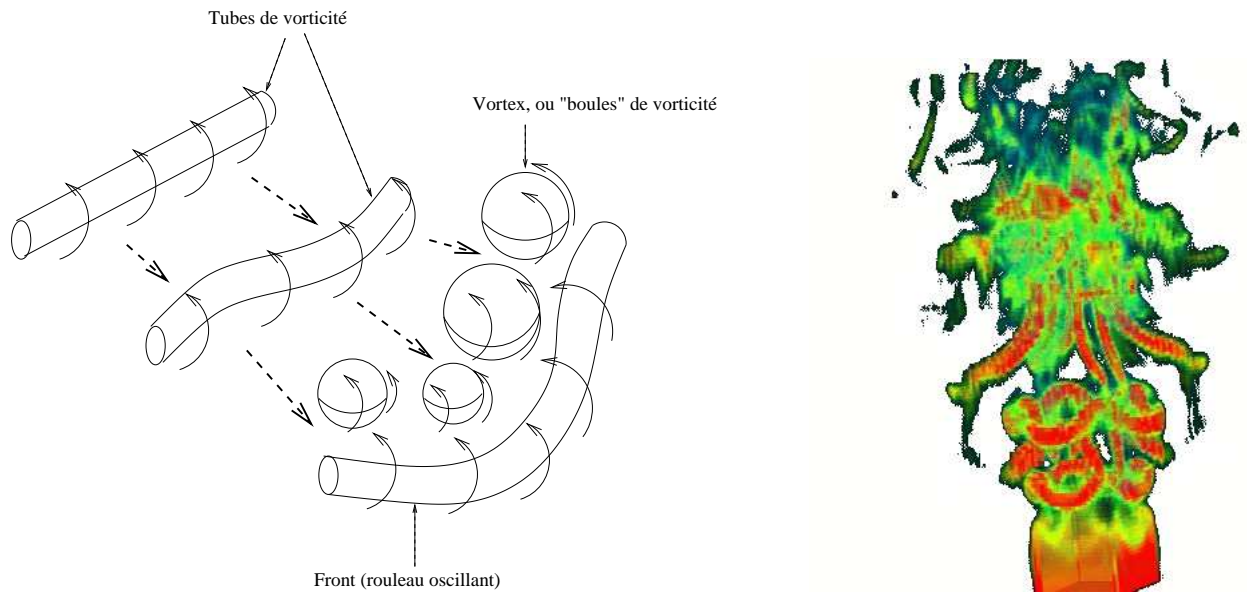 Tubes de vorticité
Vortex, ou "boules" de vorticité
Front (rouleau oscillant)